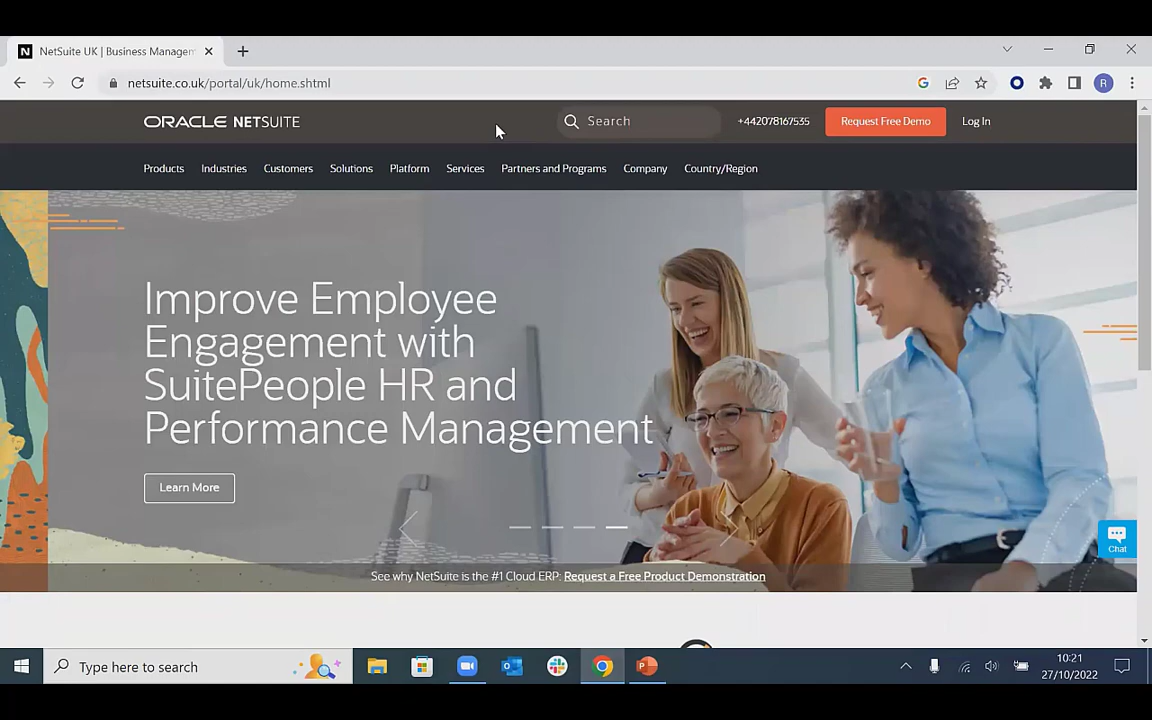 NetSuite UK | Business Managem
netsuite.co.uk/portal/uk/home.shtml
R
ORACLE NETSUITE
Search
+442078167535
Request Free Demo
Log In
Products
Industries
Customers
Solutions
Platform
Services
Partners and Programs
Company
Country/Region
Improve Employee
Engagement with
SuitePeople HR and
Performance Management
Learn More
Chat
See why NetSuite is the #1 Cloud ERP: Request a Free Product Demonstration
Type here to search
10:21
27/10/2022